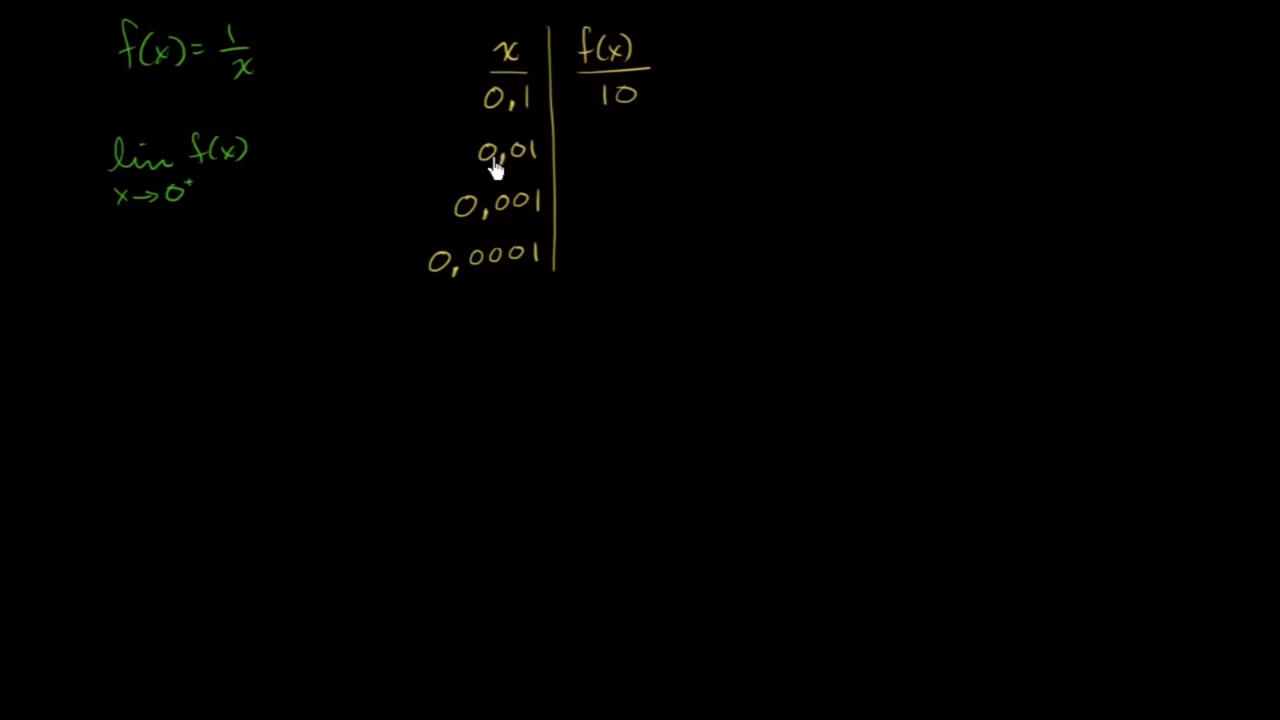 f(x) = 1/x
lim f(x)
x → 0⁺
x | f(x)
0,1 | 10
0,01
0,001
0,0001